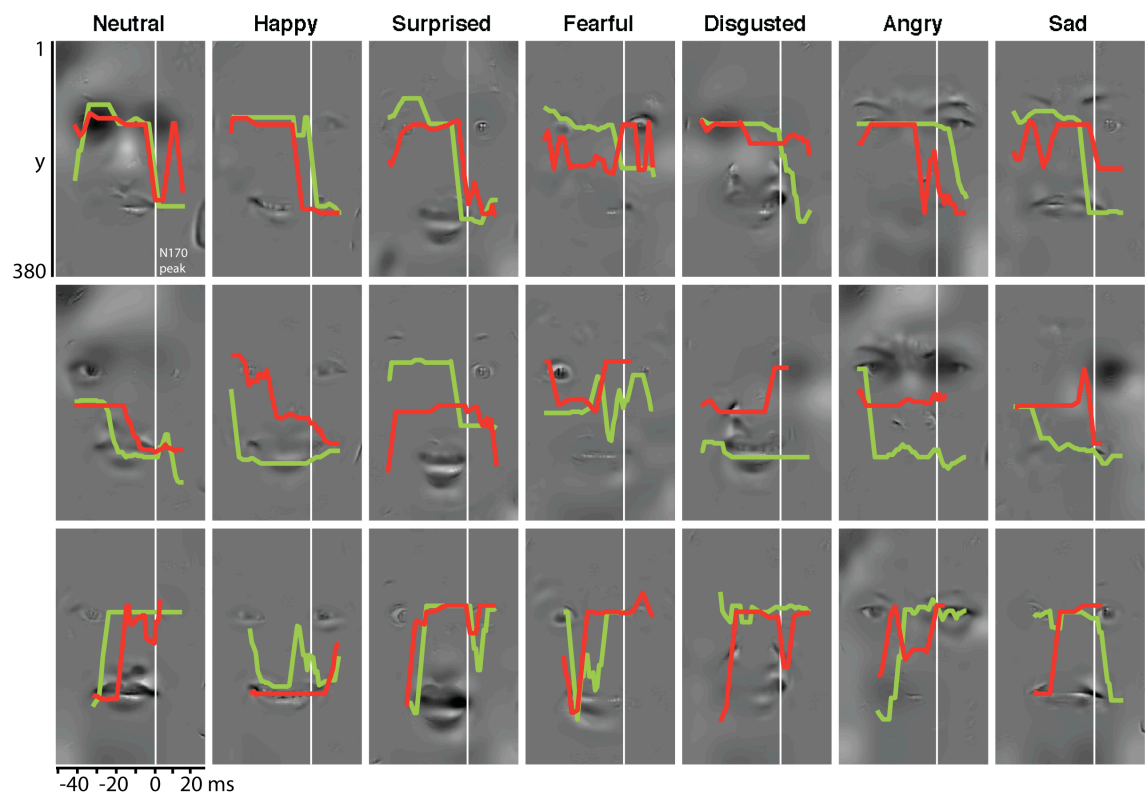 Neutral Happy Surprised Fearful Disgusted Angry Sad
1
y
N170
peak
380
-40 -20 0 20 ms